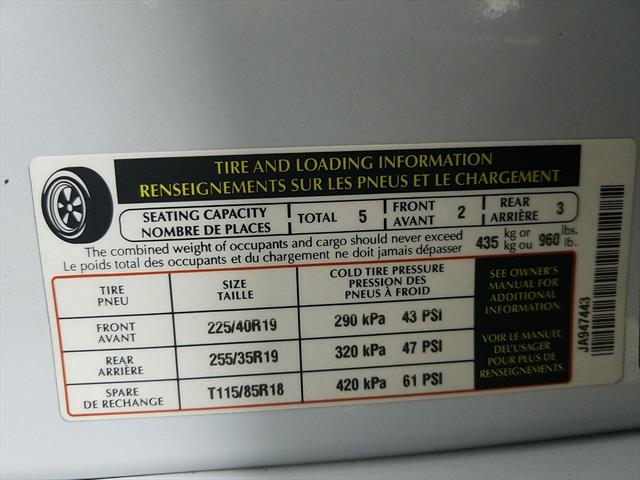 TIRE AND LOADING INFORMATION
RENSEIGNEMENTS SUR LES PNEUS ET LE CHARGEMENT
SEATING CAPACITY
NOMBRE DE PLACES
TOTAL 5
FRONT
AVANT
2
REAR
ARRIÈRE
3
The combined weight of occupants and cargo should never exceed 435 kg or 960 lbs.
Le poids total des occupants et du chargement ne doit jamais dépasser kg ou lb.
TIRE
PNEU
SIZE
TAILLE
COLD TIRE PRESSURE
PRESSION DES
PNEUS À FROID
SEE OWNER'S
MANUAL FOR
ADDITIONAL
INFORMATION
FRONT
AVANT
225/40R19
290 kPa 43 PSI
REAR
ARRIÈRE
255/35R19
320 kPa 47 PSI
VOIR LE MANUEL
DE L'USAGER
POUR PLUS DE
RENSEIGNEMENTS
SPARE
DE RECHANGE
T115/85R18
420 kPa 61 PSI
JA947443